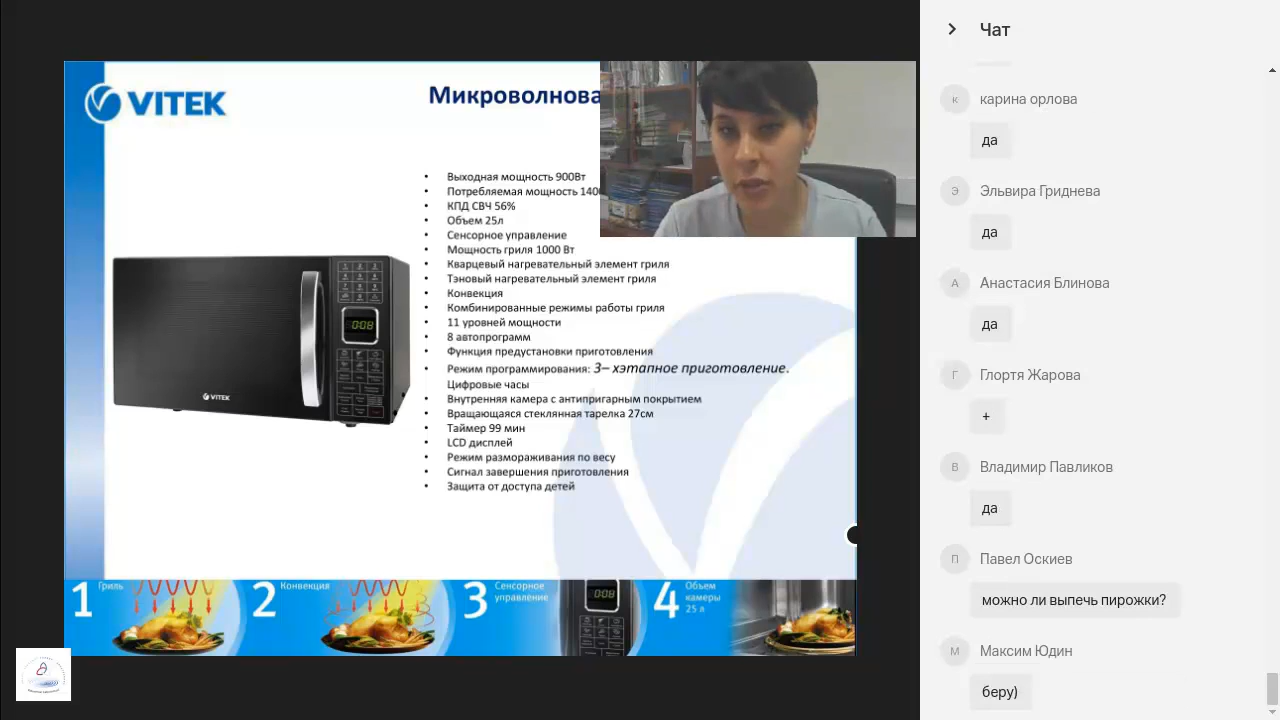 VITEK
Микроволнова
Выходная мощность 900Вт
Потребляемая мощность 1400
КПД СВЧ 56%
Объем 25л
Сенсорное управление
Мощность гриля 1000 Вт
Кварцевый нагревательный элемент гриля
Тэновый нагревательный элемент гриля
Конвекция
Комбинированные режимы работы гриля
11 уровней мощности
8 автопрограмм
Функция предустановки приготовления
Режим программирования: 3– хэтапное приготовление.
Цифровые часы
Внутренняя камера с антипригарным покрытием
Вращающаяся стеклянная тарелка 27см
Таймер 99 мин
LCD дисплей
Режим размораживания по весу
Сигнал завершения приготовления
Защита от доступа детей
0:08
VITEK
1 Гриль
2 Конвекция
3 Сенсорное
управление
4 Объем
камеры
25 л
Чат
к карина орлова
да
Э Эльвира Гриднева
да
А Анастасия Блинова
да
Г Глортя Жарова
+
В Владимир Павликов
да
П Павел Оскиев
можно ли выпечь пирожки?
М Максим Юдин
беру)